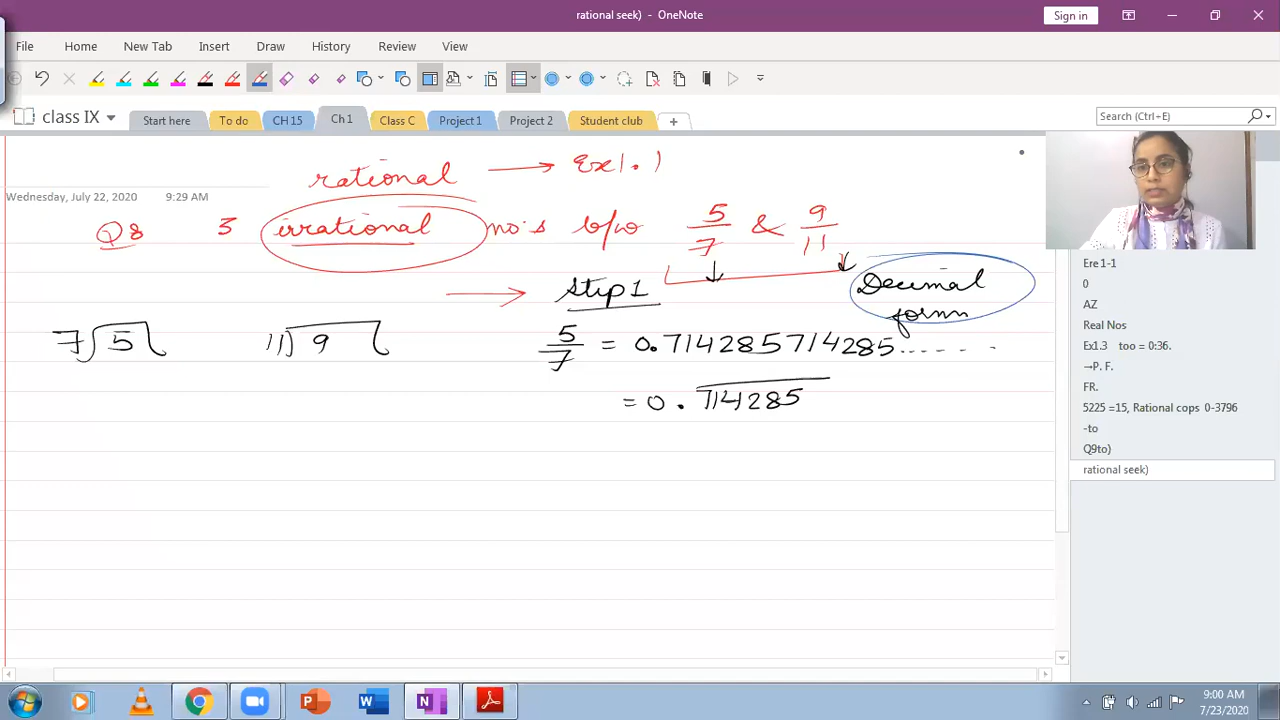 rational seek) - OneNote
Sign in
File Home New Tab Insert Draw History Review View
class IX
Start here To do CH 15 Ch 1 Class C Project 1 Project 2 Student club
Search (Ctrl+E)
rational → Ex1.1
Wednesday, July 22, 2020 9:29 AM
Q8 3 irrational no's b/w 5/7 & 9/11
→ Step 1 Decimal
form
7)5( 11)9( 5/7 = 0.714285714285.......
= 0.714285
Ere 1-1
0
AZ
Real Nos
Ex1.3 too = 0:36.
→P. F.
FR.
5225 =15, Rational cops 0-3796
-to
Q9to)
rational seek)
9:00 AM
7/23/2020